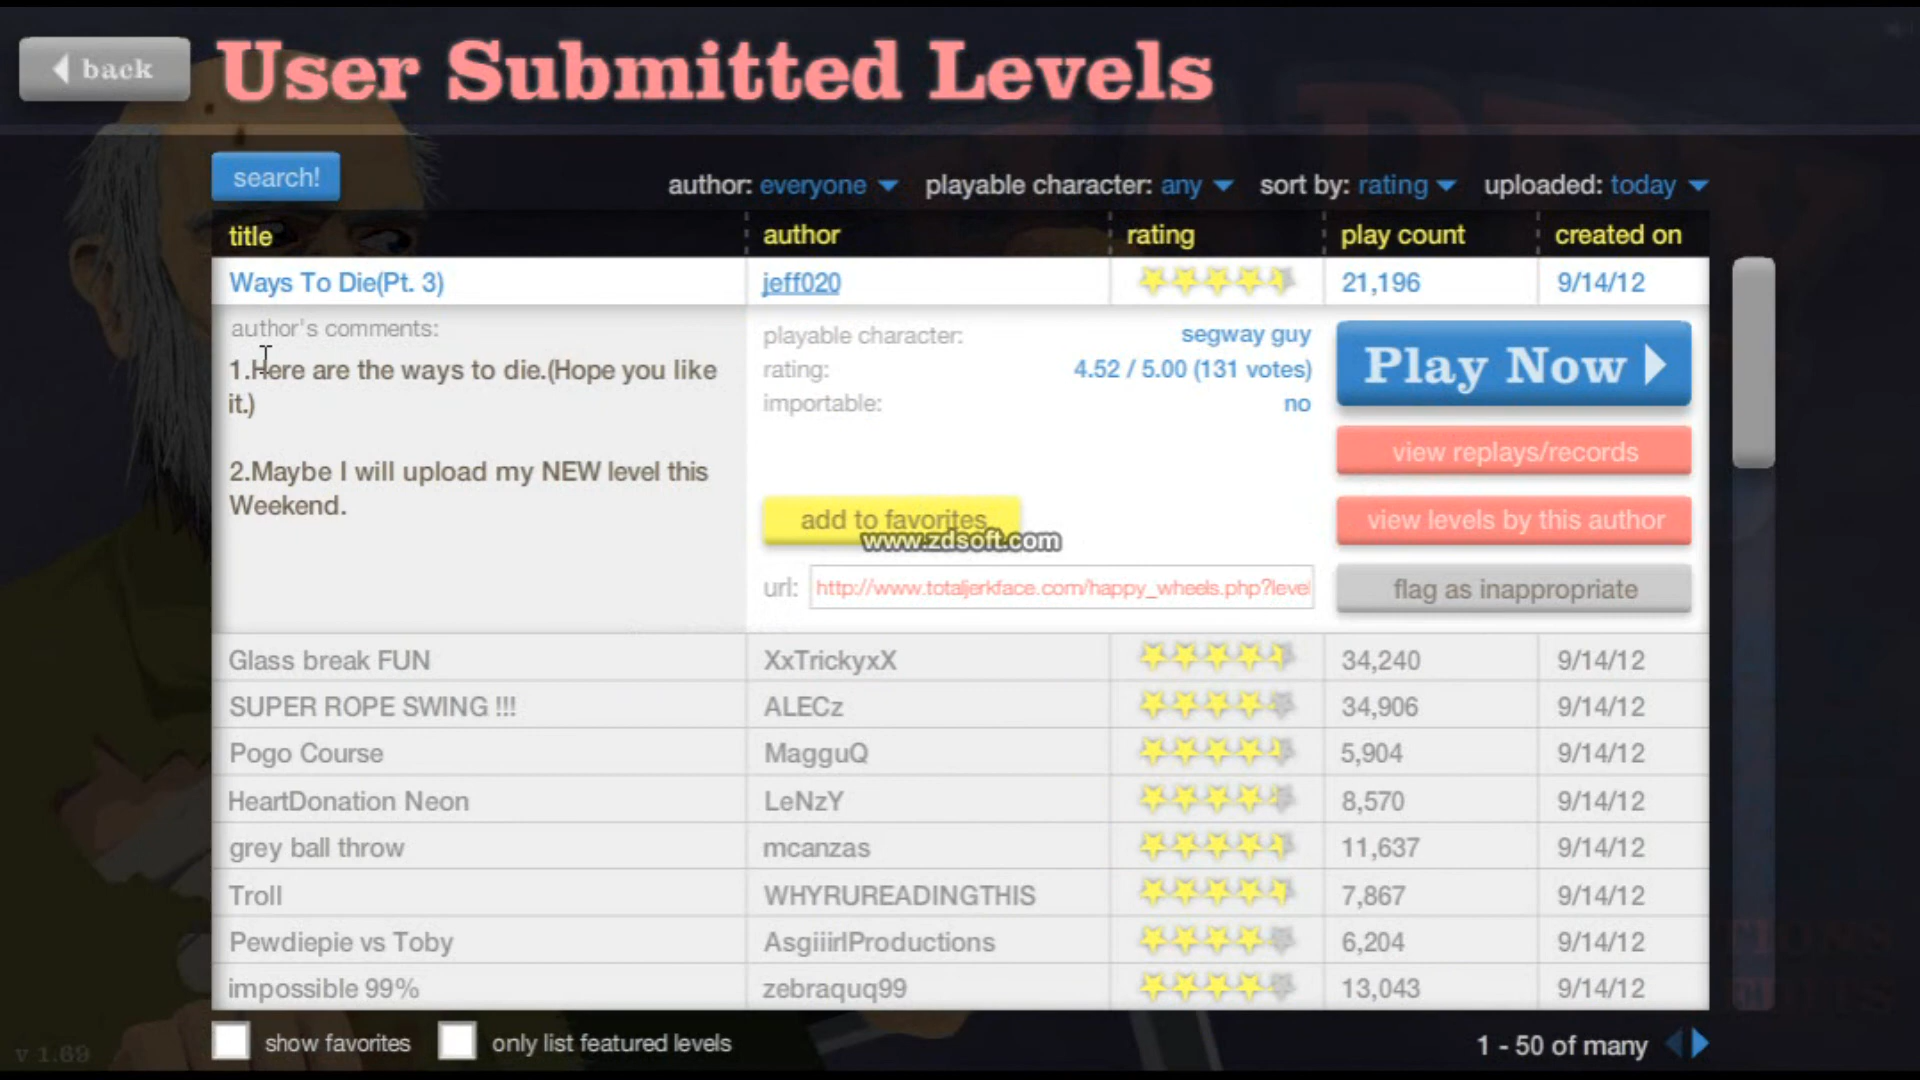 back
User Submitted Levels
search!
author: everyone playable character: any sort by: rating uploaded: today
title author rating play count created on
Ways To Die(Pt. 3) jeff020 21,196 9/14/12
author's comments:
1.Here are the ways to die.(Hope you like
it.)
2.Maybe I will upload my NEW level this
Weekend.
playable character: segway guy
rating: 4.52 / 5.00 (131 votes)
importable: no
add to favorites
www.zdsoft.com
url: http://www.totaljerkface.com/happy_wheels.php?level
Play Now
view replays/records
view levels by this author
flag as inappropriate
Glass break FUN XxTrickyxX 34,240 9/14/12
SUPER ROPE SWING !!! ALECz 34,906 9/14/12
Pogo Course MagguQ 5,904 9/14/12
HeartDonation Neon LeNzY 8,570 9/14/12
grey ball throw mcanzas 11,637 9/14/12
Troll WHYRUREADINGTHIS 7,867 9/14/12
Pewdiepie vs Toby AsgiiirlProductions 6,204 9/14/12
impossible 99% zebraquq99 13,043 9/14/12
show favorites only list featured levels 1 - 50 of many
v 1.69